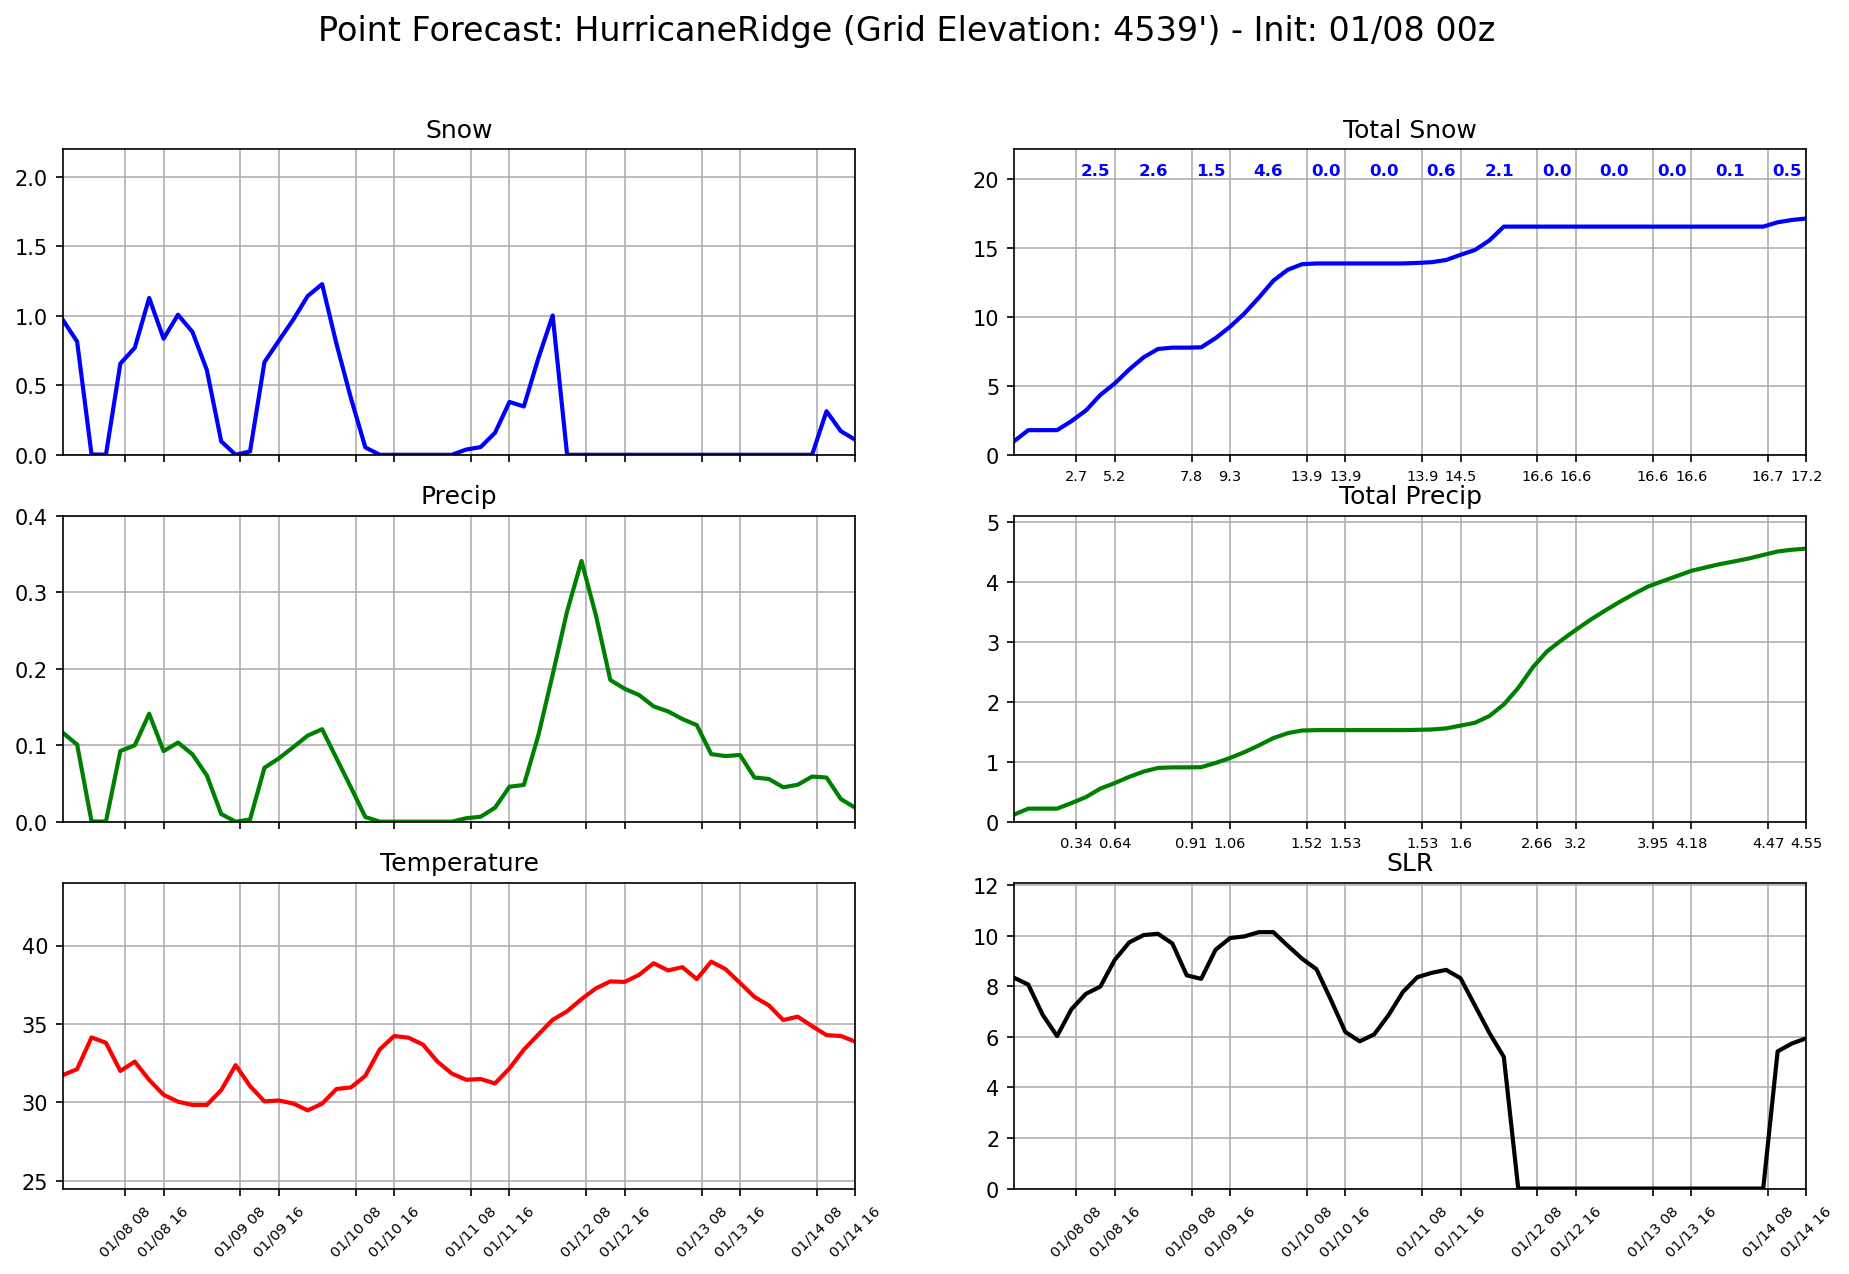 Point Forecast: HurricaneRidge (Grid Elevation: 4539') - Init: 01/08 00z
Snow
2.0
1.5
1.0
0.5
0.0
Total Snow
2.5 2.6 1.5 4.6 0.0 0.0 0.6 2.1 0.0 0.0 0.0 0.1 0.5
20
15
10
5
0
2.7 5.2 7.8 9.3 13.9 13.9 13.9 14.5 16.6 16.6 16.6 16.6 16.7 17.2
Precip
0.4
0.3
0.2
0.1
0.0
Total Precip
5
4
3
2
1
0
0.34 0.64 0.91 1.06 1.52 1.53 1.53 1.6 2.66 3.2 3.95 4.18 4.47 4.55
Temperature
40
35
30
25
01/08 08 01/08 16 01/09 08 01/09 16 01/10 08 01/10 16 01/11 08 01/11 16 01/12 08 01/12 16 01/13 08 01/13 16 01/14 08 01/14 16
SLR
12
10
8
6
4
2
0
01/08 08 01/08 16 01/09 08 01/09 16 01/10 08 01/10 16 01/11 08 01/11 16 01/12 08 01/12 16 01/13 08 01/13 16 01/14 08 01/14 16